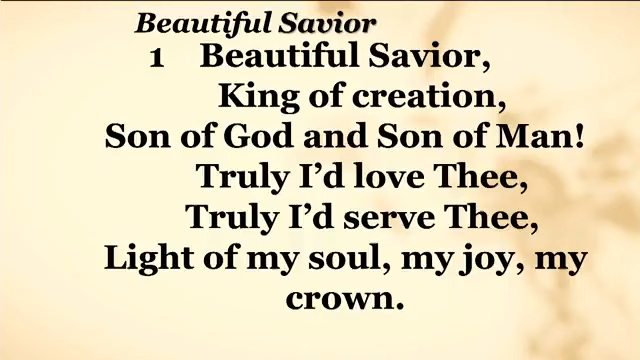 Beautiful Savior
1 Beautiful Savior,
King of creation,
Son of God and Son of Man!
Truly I’d love Thee,
Truly I’d serve Thee,
Light of my soul, my joy, my
crown.